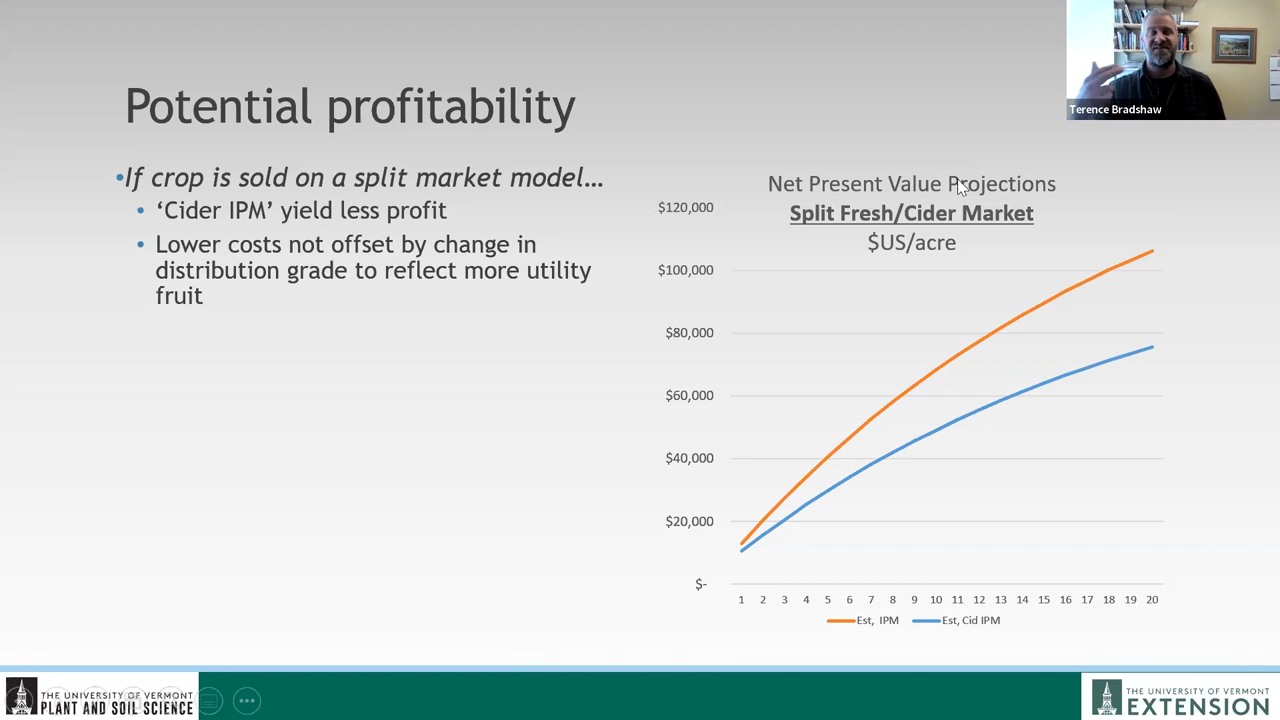 Terence Bradshaw
Potential profitability
•If crop is sold on a split market model…
• ‘Cider IPM’ yield less profit
• Lower costs not offset by change in
distribution grade to reflect more utility
fruit
Net Present Value Projections
Split Fresh/Cider Market
$US/acre
$120,000
$100,000
$80,000
$60,000
$40,000
$20,000
$-
1 2 3 4 5 6 7 8 9 10 11 12 13 14 15 16 17 18 19 20
Est, IPM Est, Cid IPM
THE UNIVERSITY OF VERMONT
PLANT AND SOIL SCIENCE
THE UNIVERSITY OF VERMONT
EXTENSION